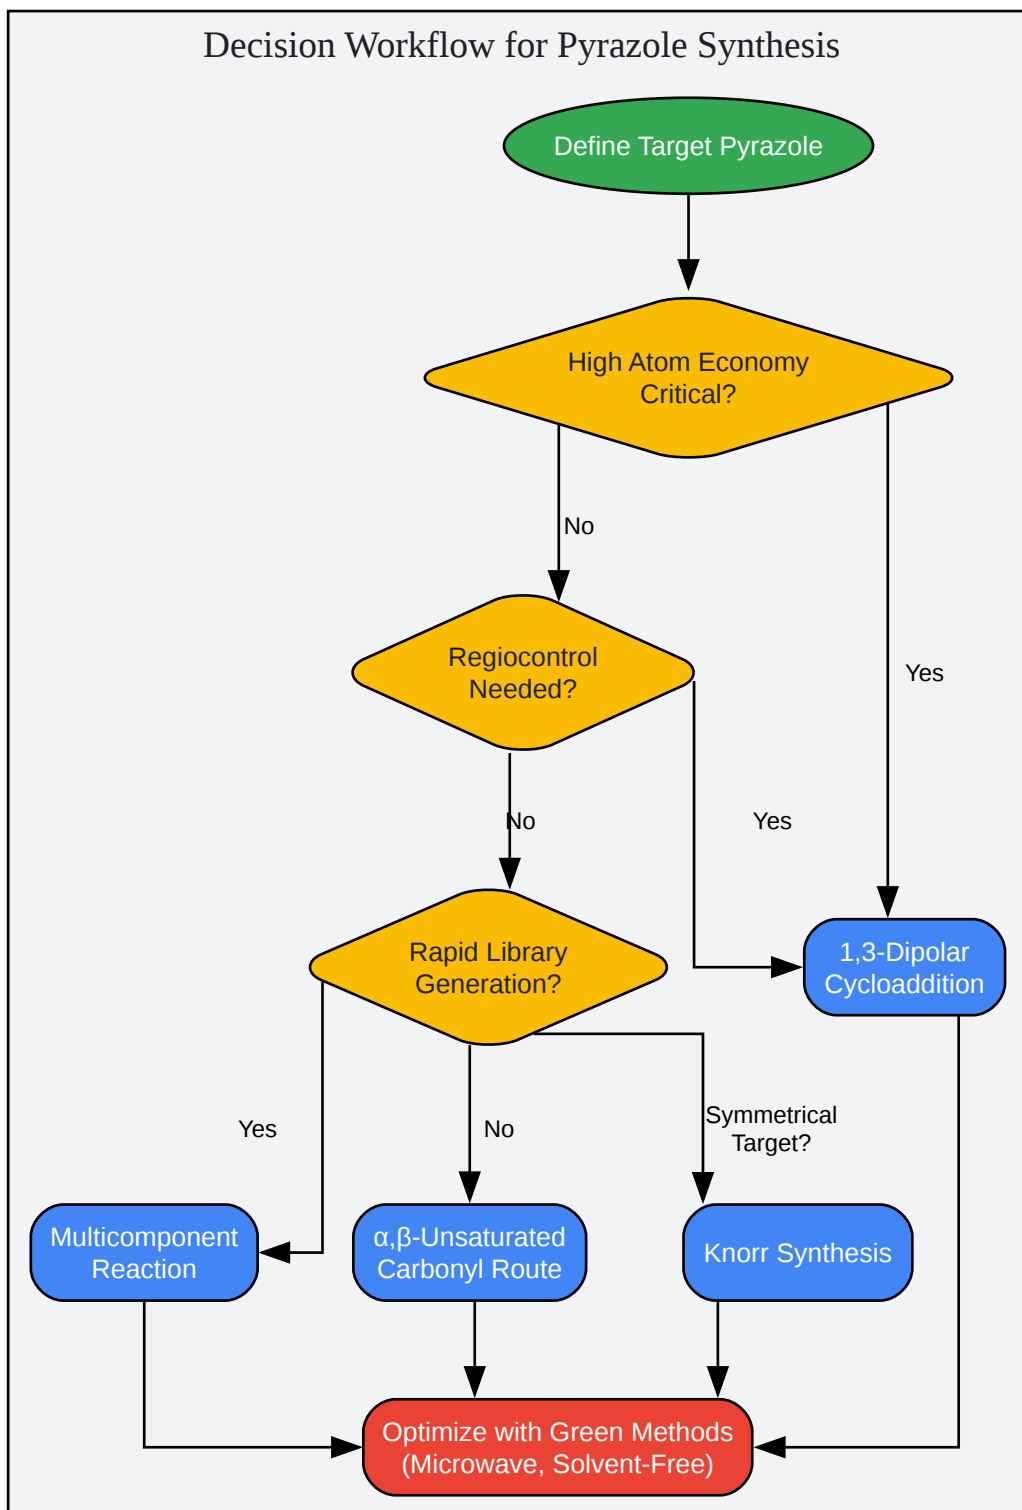 Decision Workflow for Pyrazole Synthesis
Define Target Pyrazole
High Atom Economy
Critical?
No
Yes
Regiocontrol
Needed?
No
Yes
Rapid Library
Generation?
1,3-Dipolar
Cycloaddition
Yes
No
Symmetrical
Target?
Multicomponent
Reaction
α,β-Unsaturated
Carbonyl Route
Knorr Synthesis
Optimize with Green Methods
(Microwave, Solvent-Free)